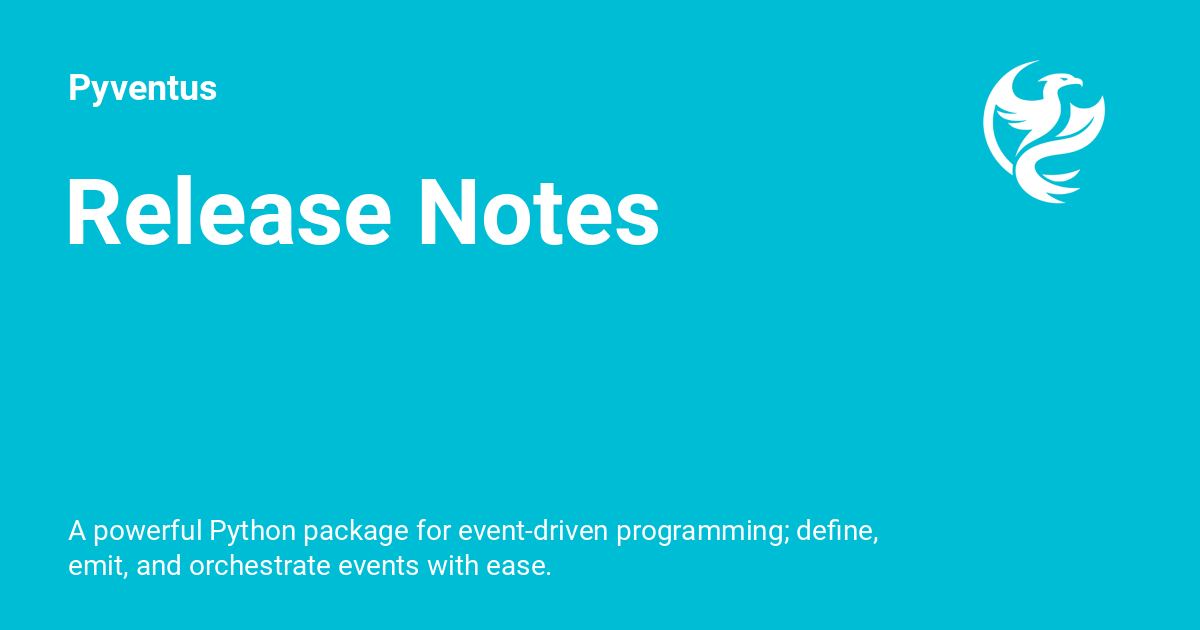 Pyventus
Release Notes
A powerful Python package for event-driven programming; define,
emit, and orchestrate events with ease.